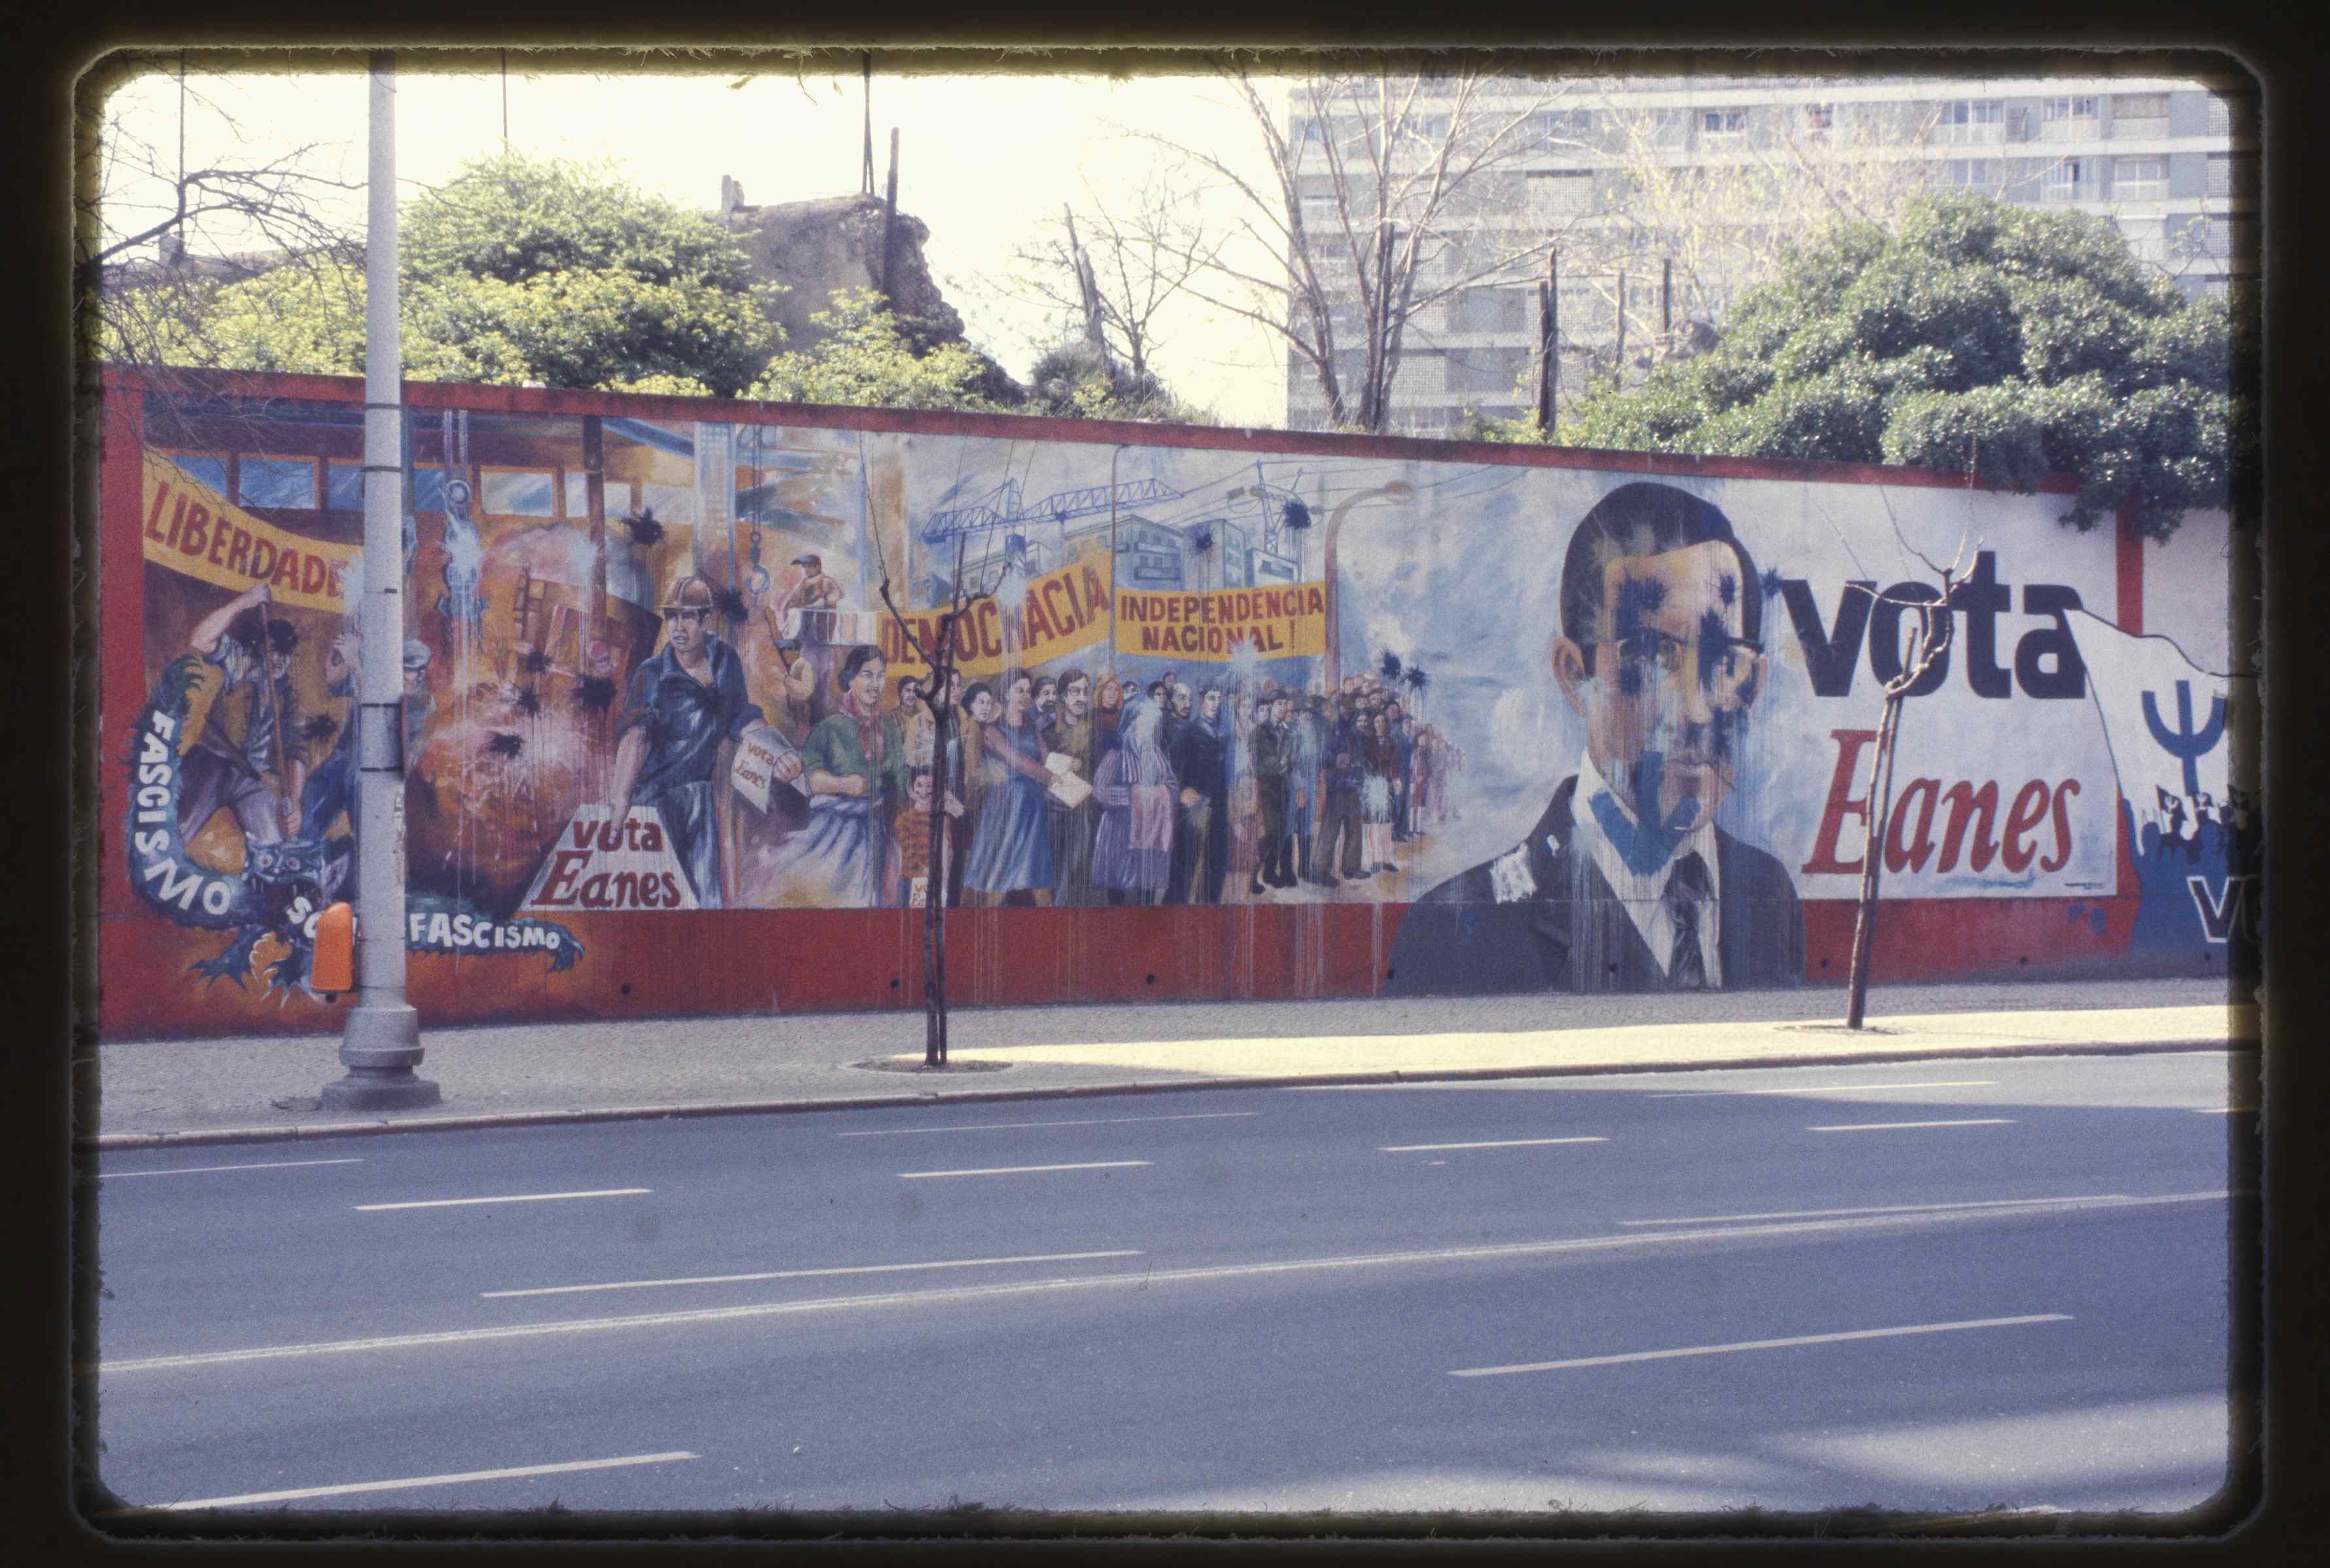 LIBERDADE
FASCISMO
FASCISMO
vota
Eanes
vota
Eanes
DEMOCRACIA
INDEPENDÊNCIA
NACIONAL!
vota
Eanes